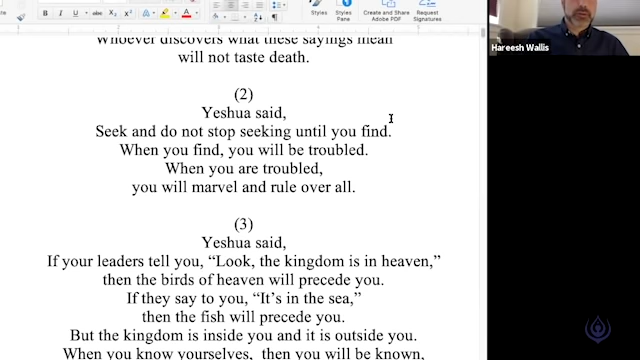 Styles
Styles
Pane
Create and Share
Adobe PDF
Request
Signatures
Whoever discovers what these sayings mean
will not taste death.
(2)
Yeshua said,
Seek and do not stop seeking until you find.
When you find, you will be troubled.
When you are troubled,
you will marvel and rule over all.
(3)
Yeshua said,
If your leaders tell you, “Look, the kingdom is in heaven,”
then the birds of heaven will precede you.
If they say to you, “It’s in the sea,”
then the fish will precede you.
But the kingdom is inside you and it is outside you.
When you know yourselves, then you will be known,
Hareesh Wallis